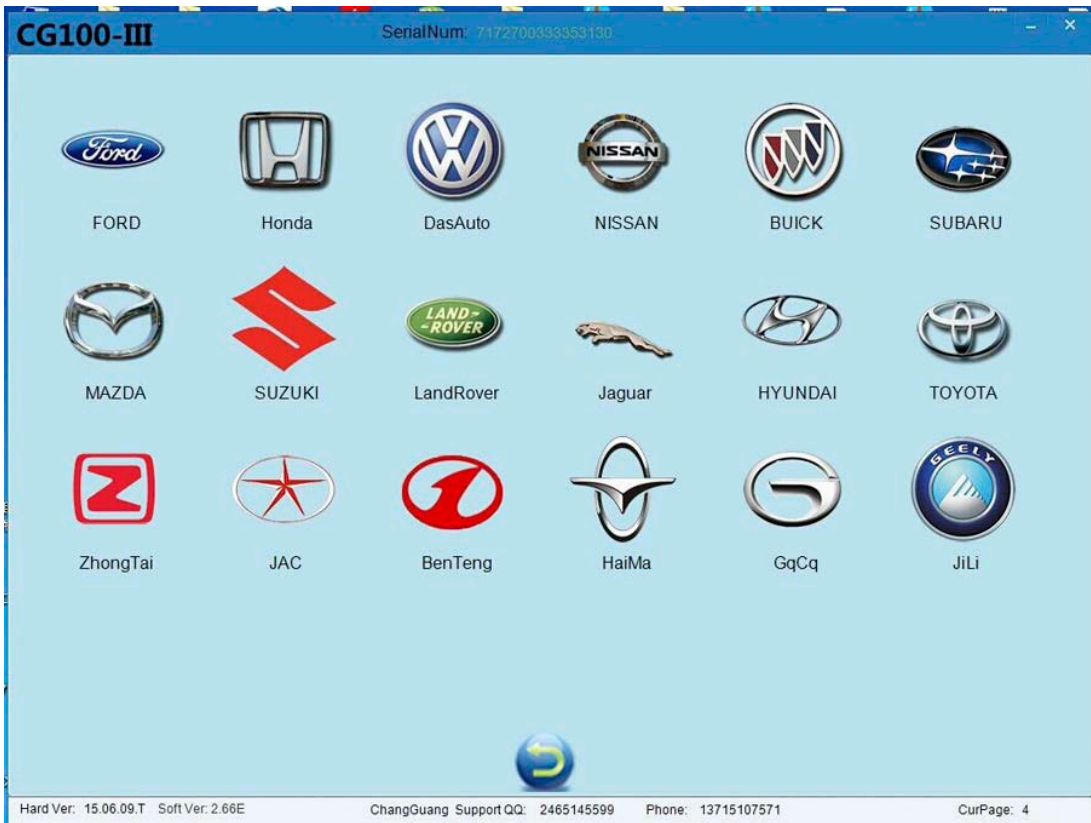 CG100-III SerialNum: 7172700333353130
Ford NISSAN
FORD Honda DasAuto NISSAN BUICK SUBARU
LAND-
-ROVER
MAZDA SUZUKI LandRover Jaguar HYUNDAI TOYOTA
GEELY
ZhongTai JAC BenTeng HaiMa GqCq JiLi
Hard Ver: 15.06.09.T Soft Ver: 2.66E ChangGuang Support QQ: 2465145599 Phone: 13715107571 CurPage: 4